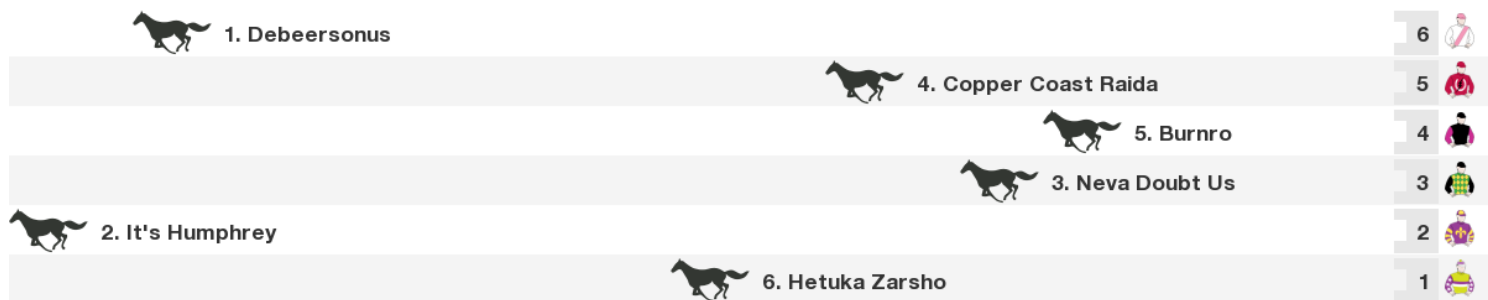 1. Debeersonus 6
4. Copper Coast Raida 5
5. Burnro 4
3. Neva Doubt Us 3
2. It's Humphrey 2
6. Hetuka Zarsho 1